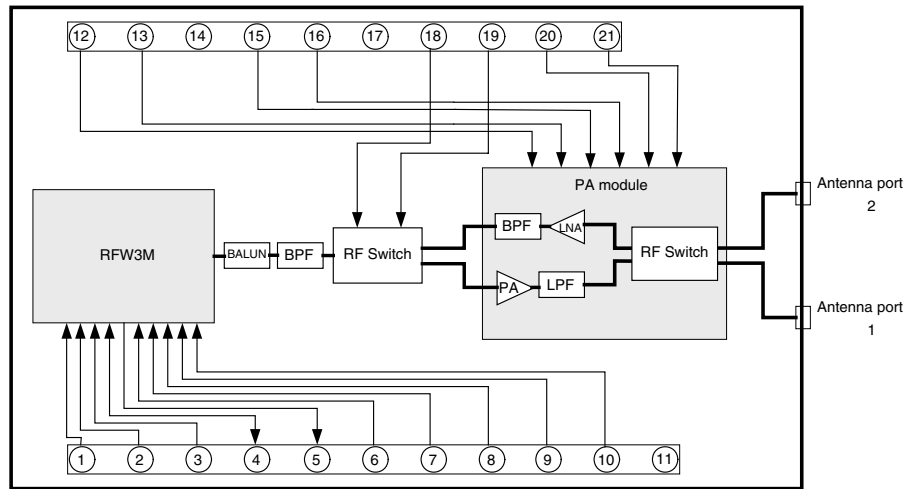 12 13 14 15 16 17 18 19 20 21
PA module
Antenna port
2
BPF LNA
RFW3M BALUN BPF RF Switch RF Switch
PA LPF
Antenna port
1
1 2 3 4 5 6 7 8 9 10 11